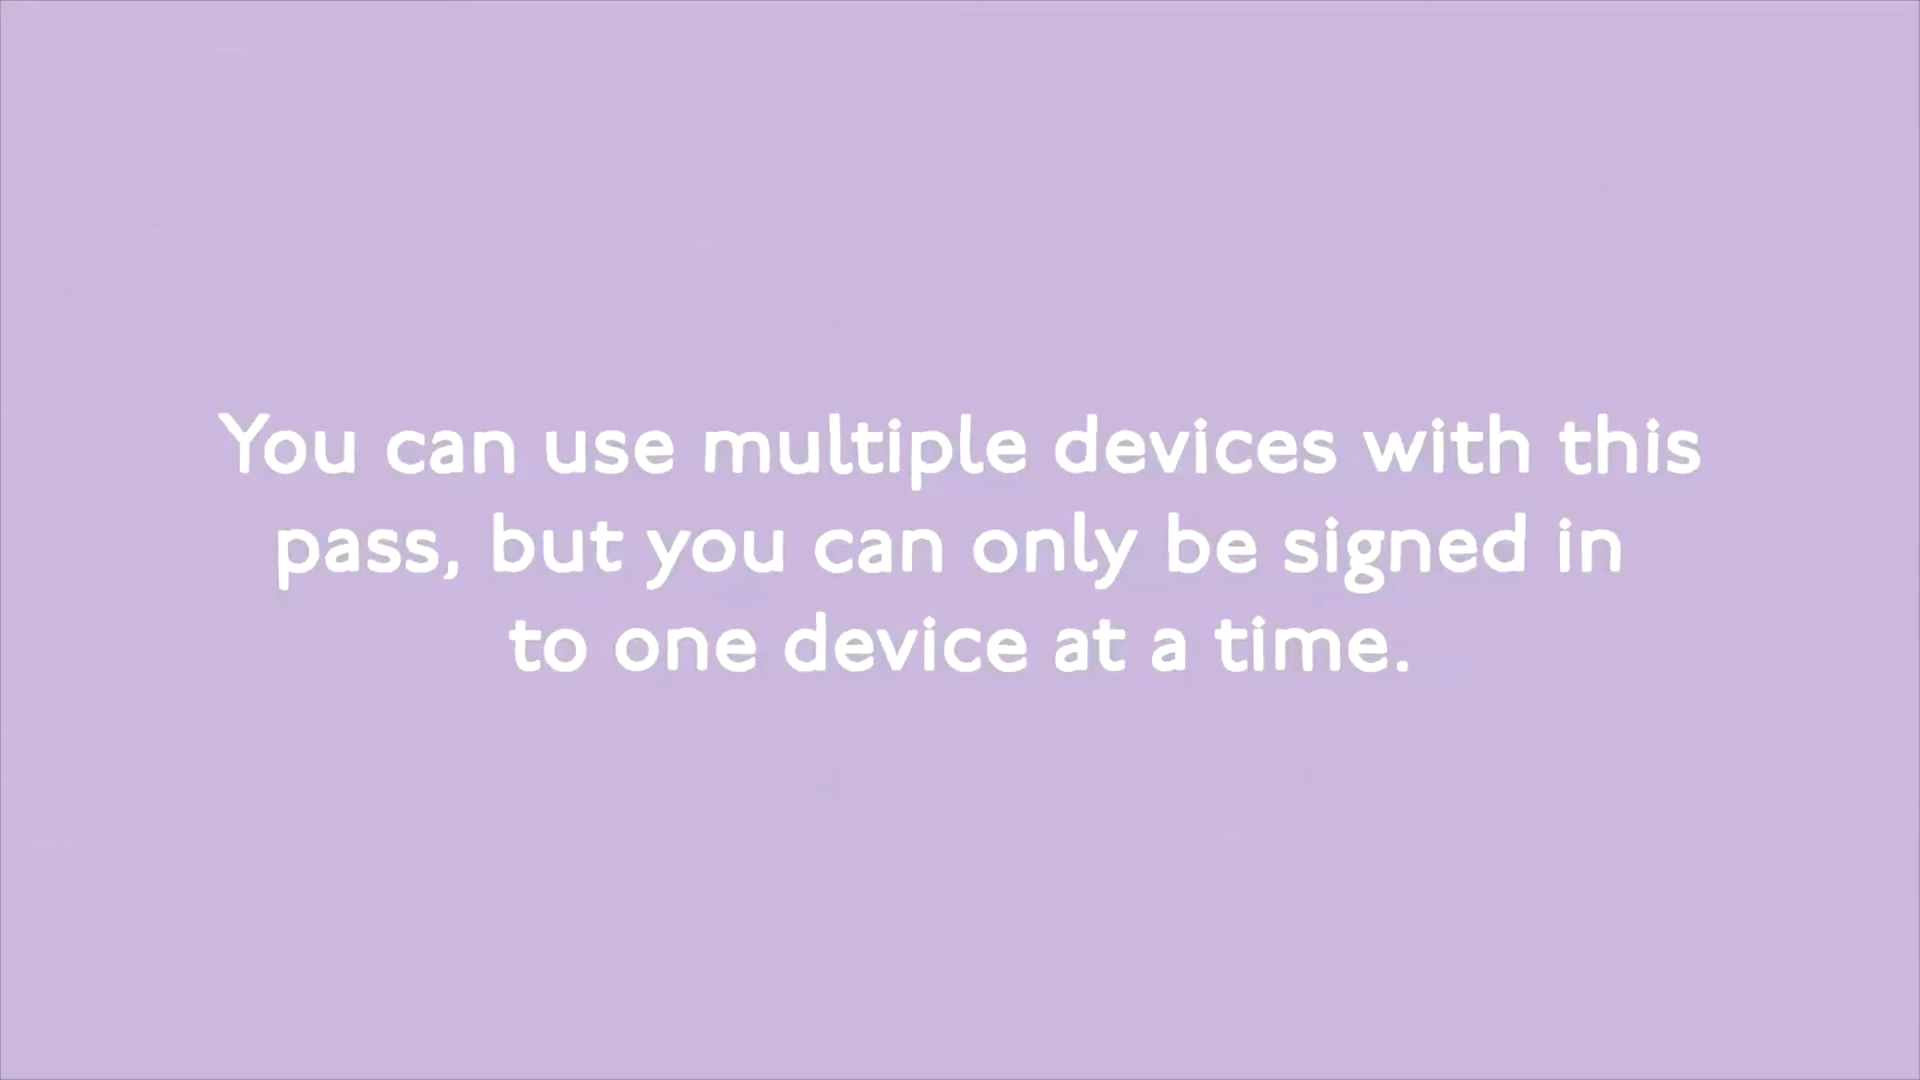 You can use multiple devices with this
pass, but you can only be signed in
to one device at a time.